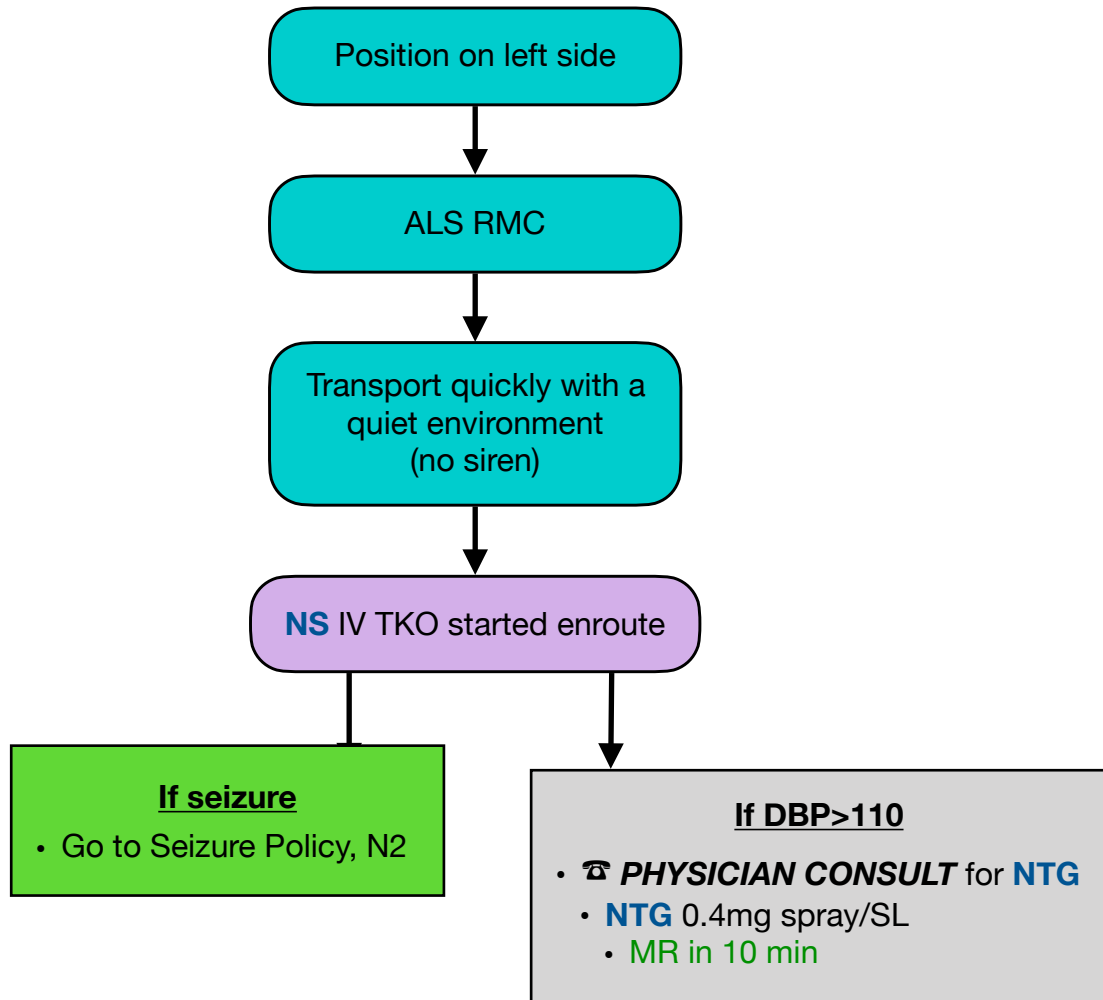 Position on left side
ALS RMC
Transport quickly with a
quiet environment
(no siren)
NS IV TKO started enroute
If seizure
• Go to Seizure Policy, N2
If DBP>110
• ☎ PHYSICIAN CONSULT for NTG
• NTG 0.4mg spray/SL
• MR in 10 min